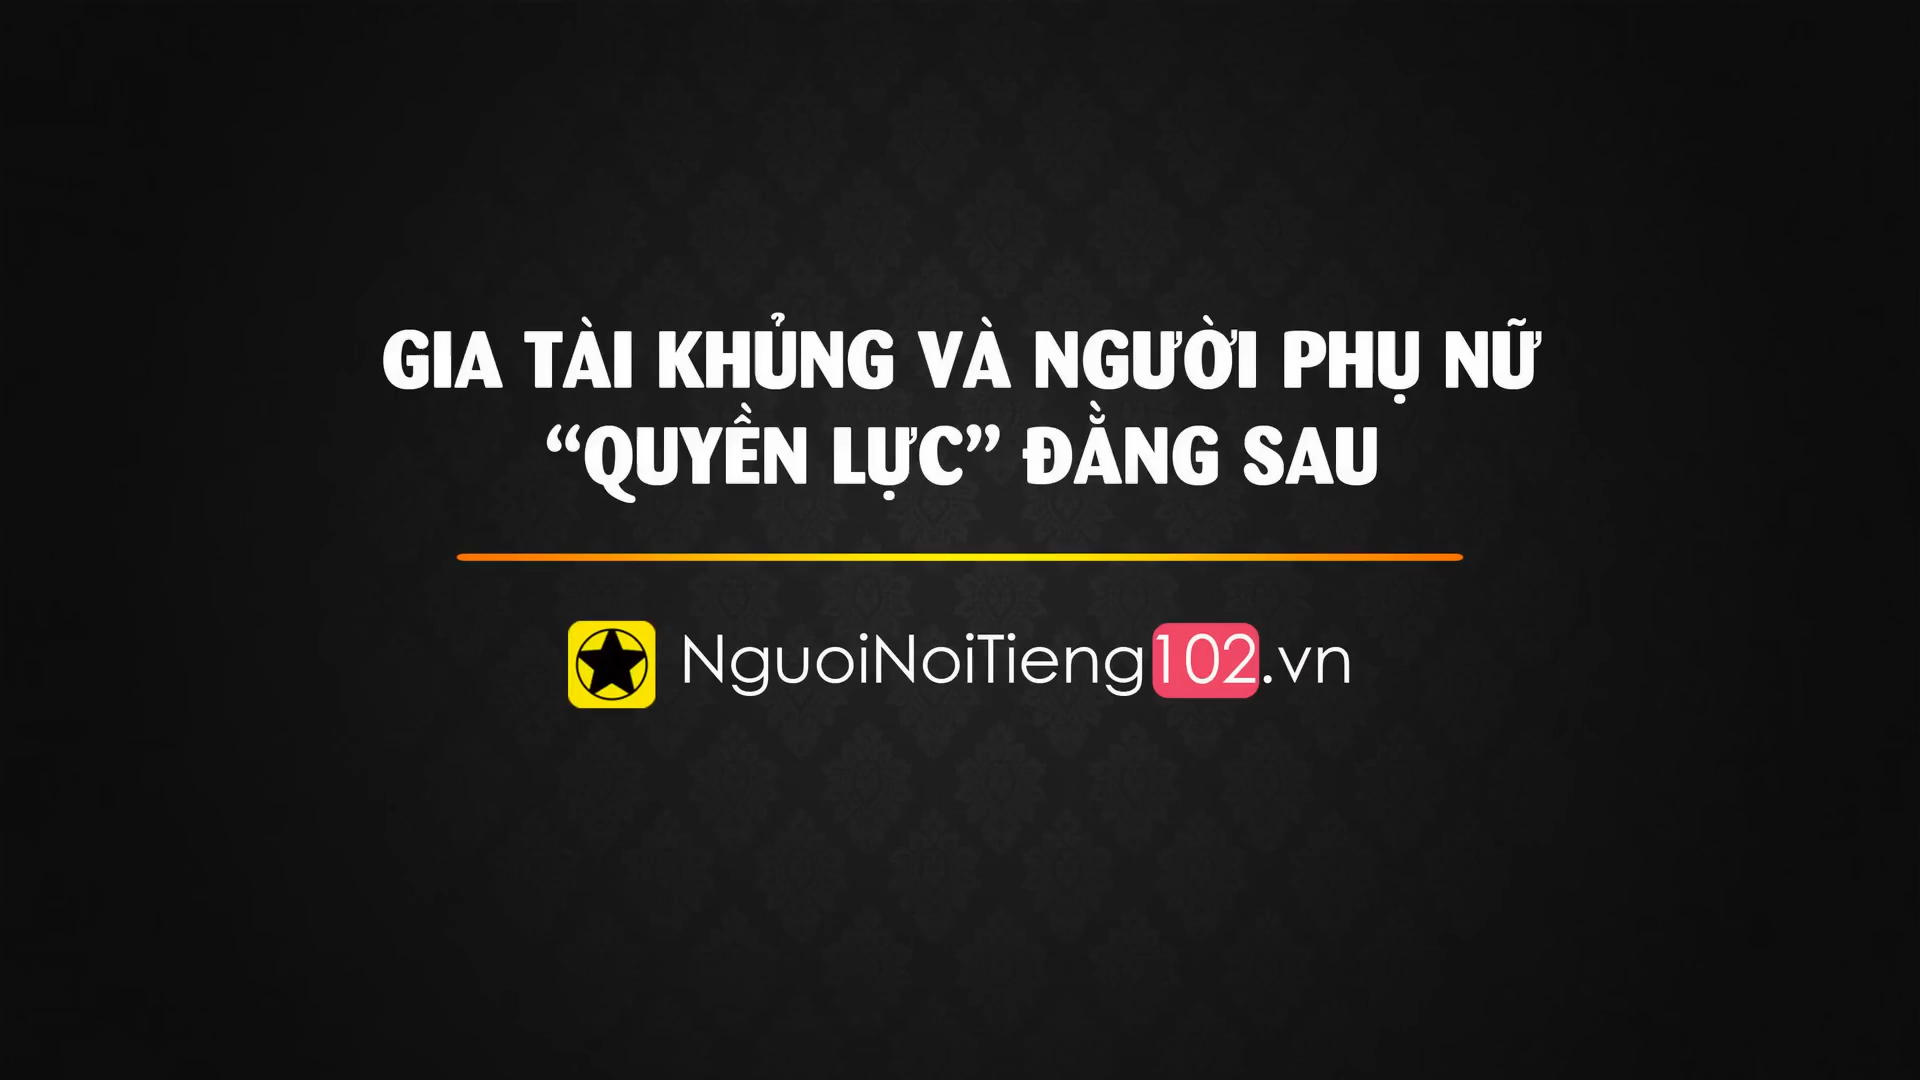 GIA TÀI KHỦNG VÀ NGƯỜI PHỤ NỮ
“QUYỀN LỰC” ĐẰNG SAU
NguoiNoiTieng102.vn